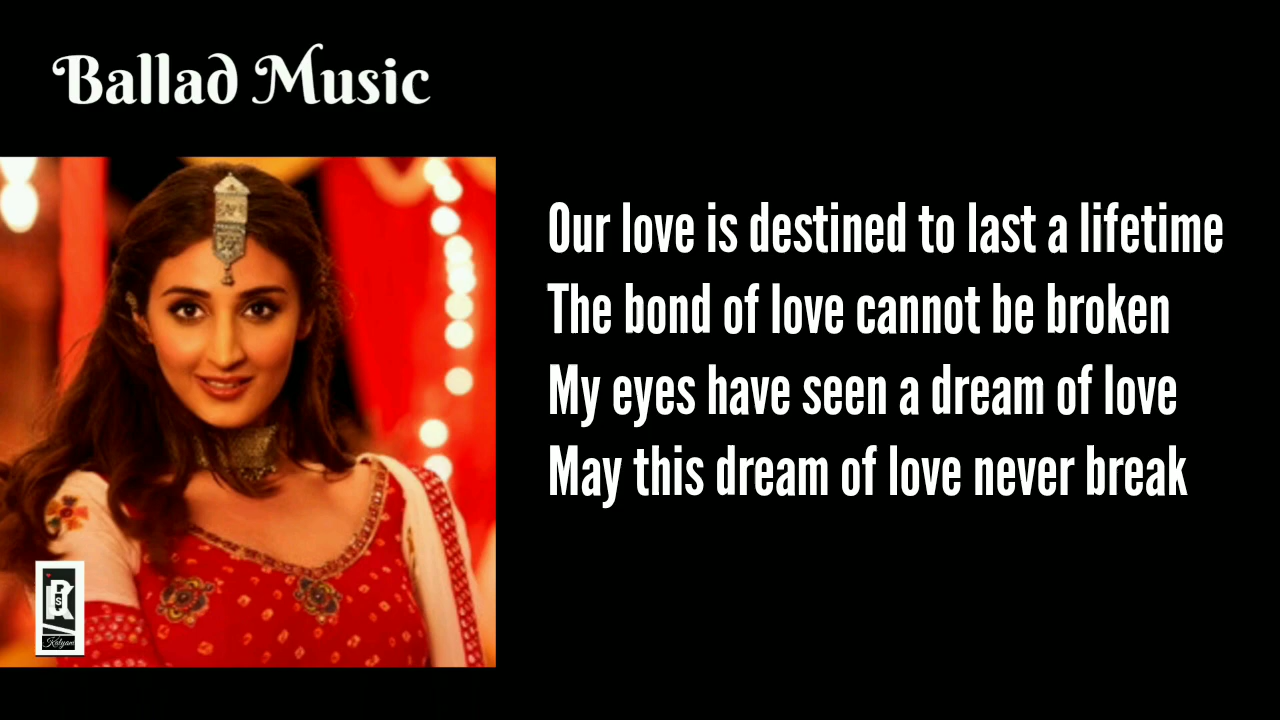 Ballad Music
Our love is destined to last a lifetime
The bond of love cannot be broken
My eyes have seen a dream of love
May this dream of love never break
Kalyani